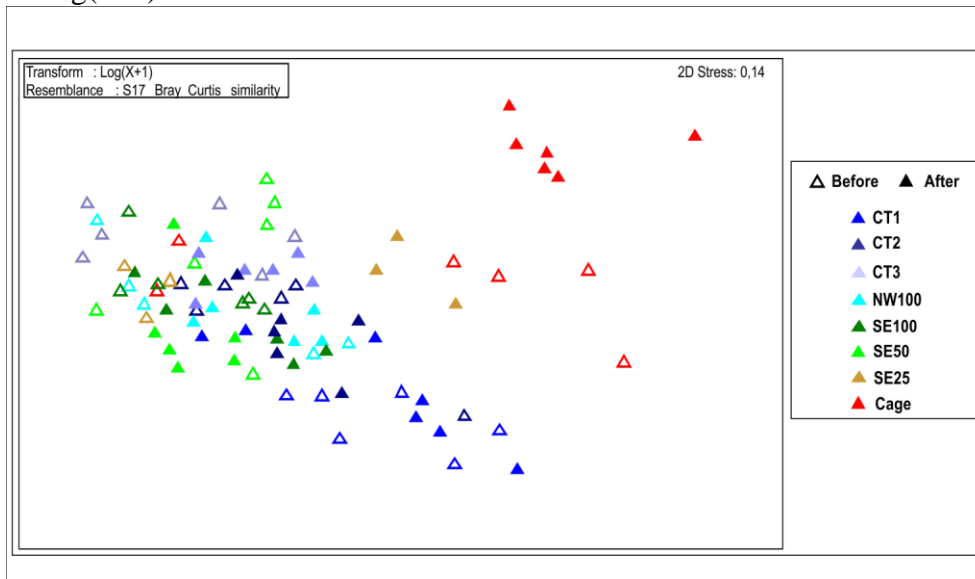 Transform : Log(X+1)
Resemblance : S17 Bray Curtis similarity
2D Stress: 0,14
Before After
CT1
CT2
CT3
NW100
SE100
SE50
SE25
Cage